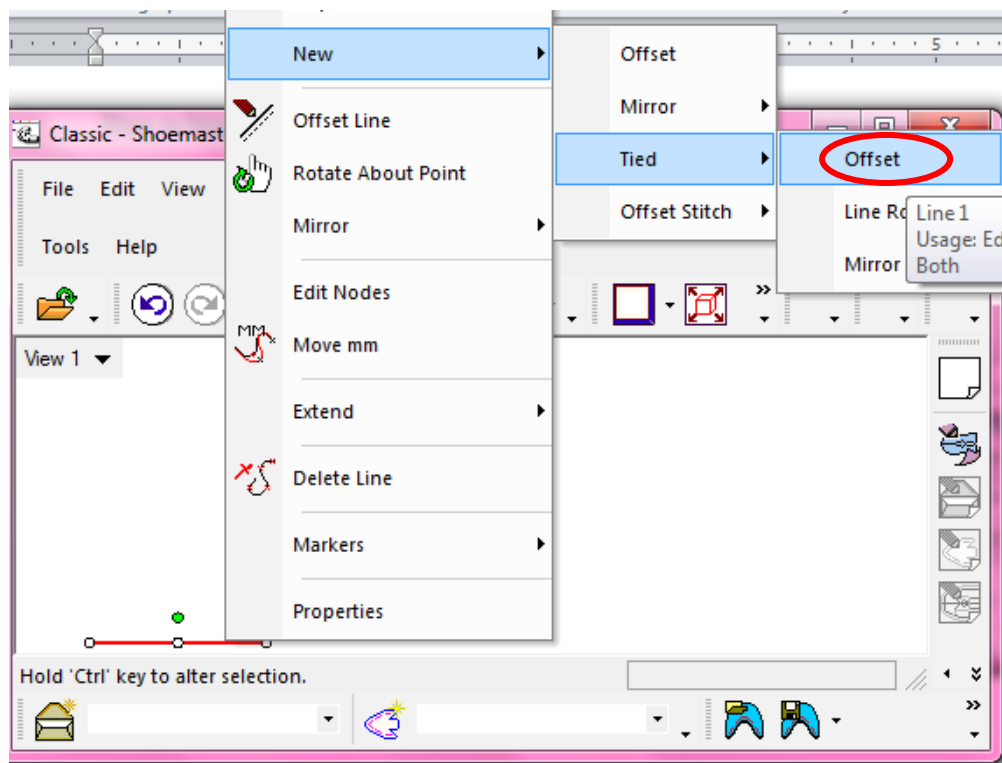 5
New
Offset
Offset Line
Mirror
Classic - Shoemast
Tied
Offset
File Edit View
Rotate About Point
Mirror
Offset Stitch
Line 1
Usage: Ed
Both
Mirror
Tools Help
Edit Nodes
MM
Move mm
View 1
Extend
Delete Line
Markers
Properties
Hold 'Ctrl' key to alter selection.